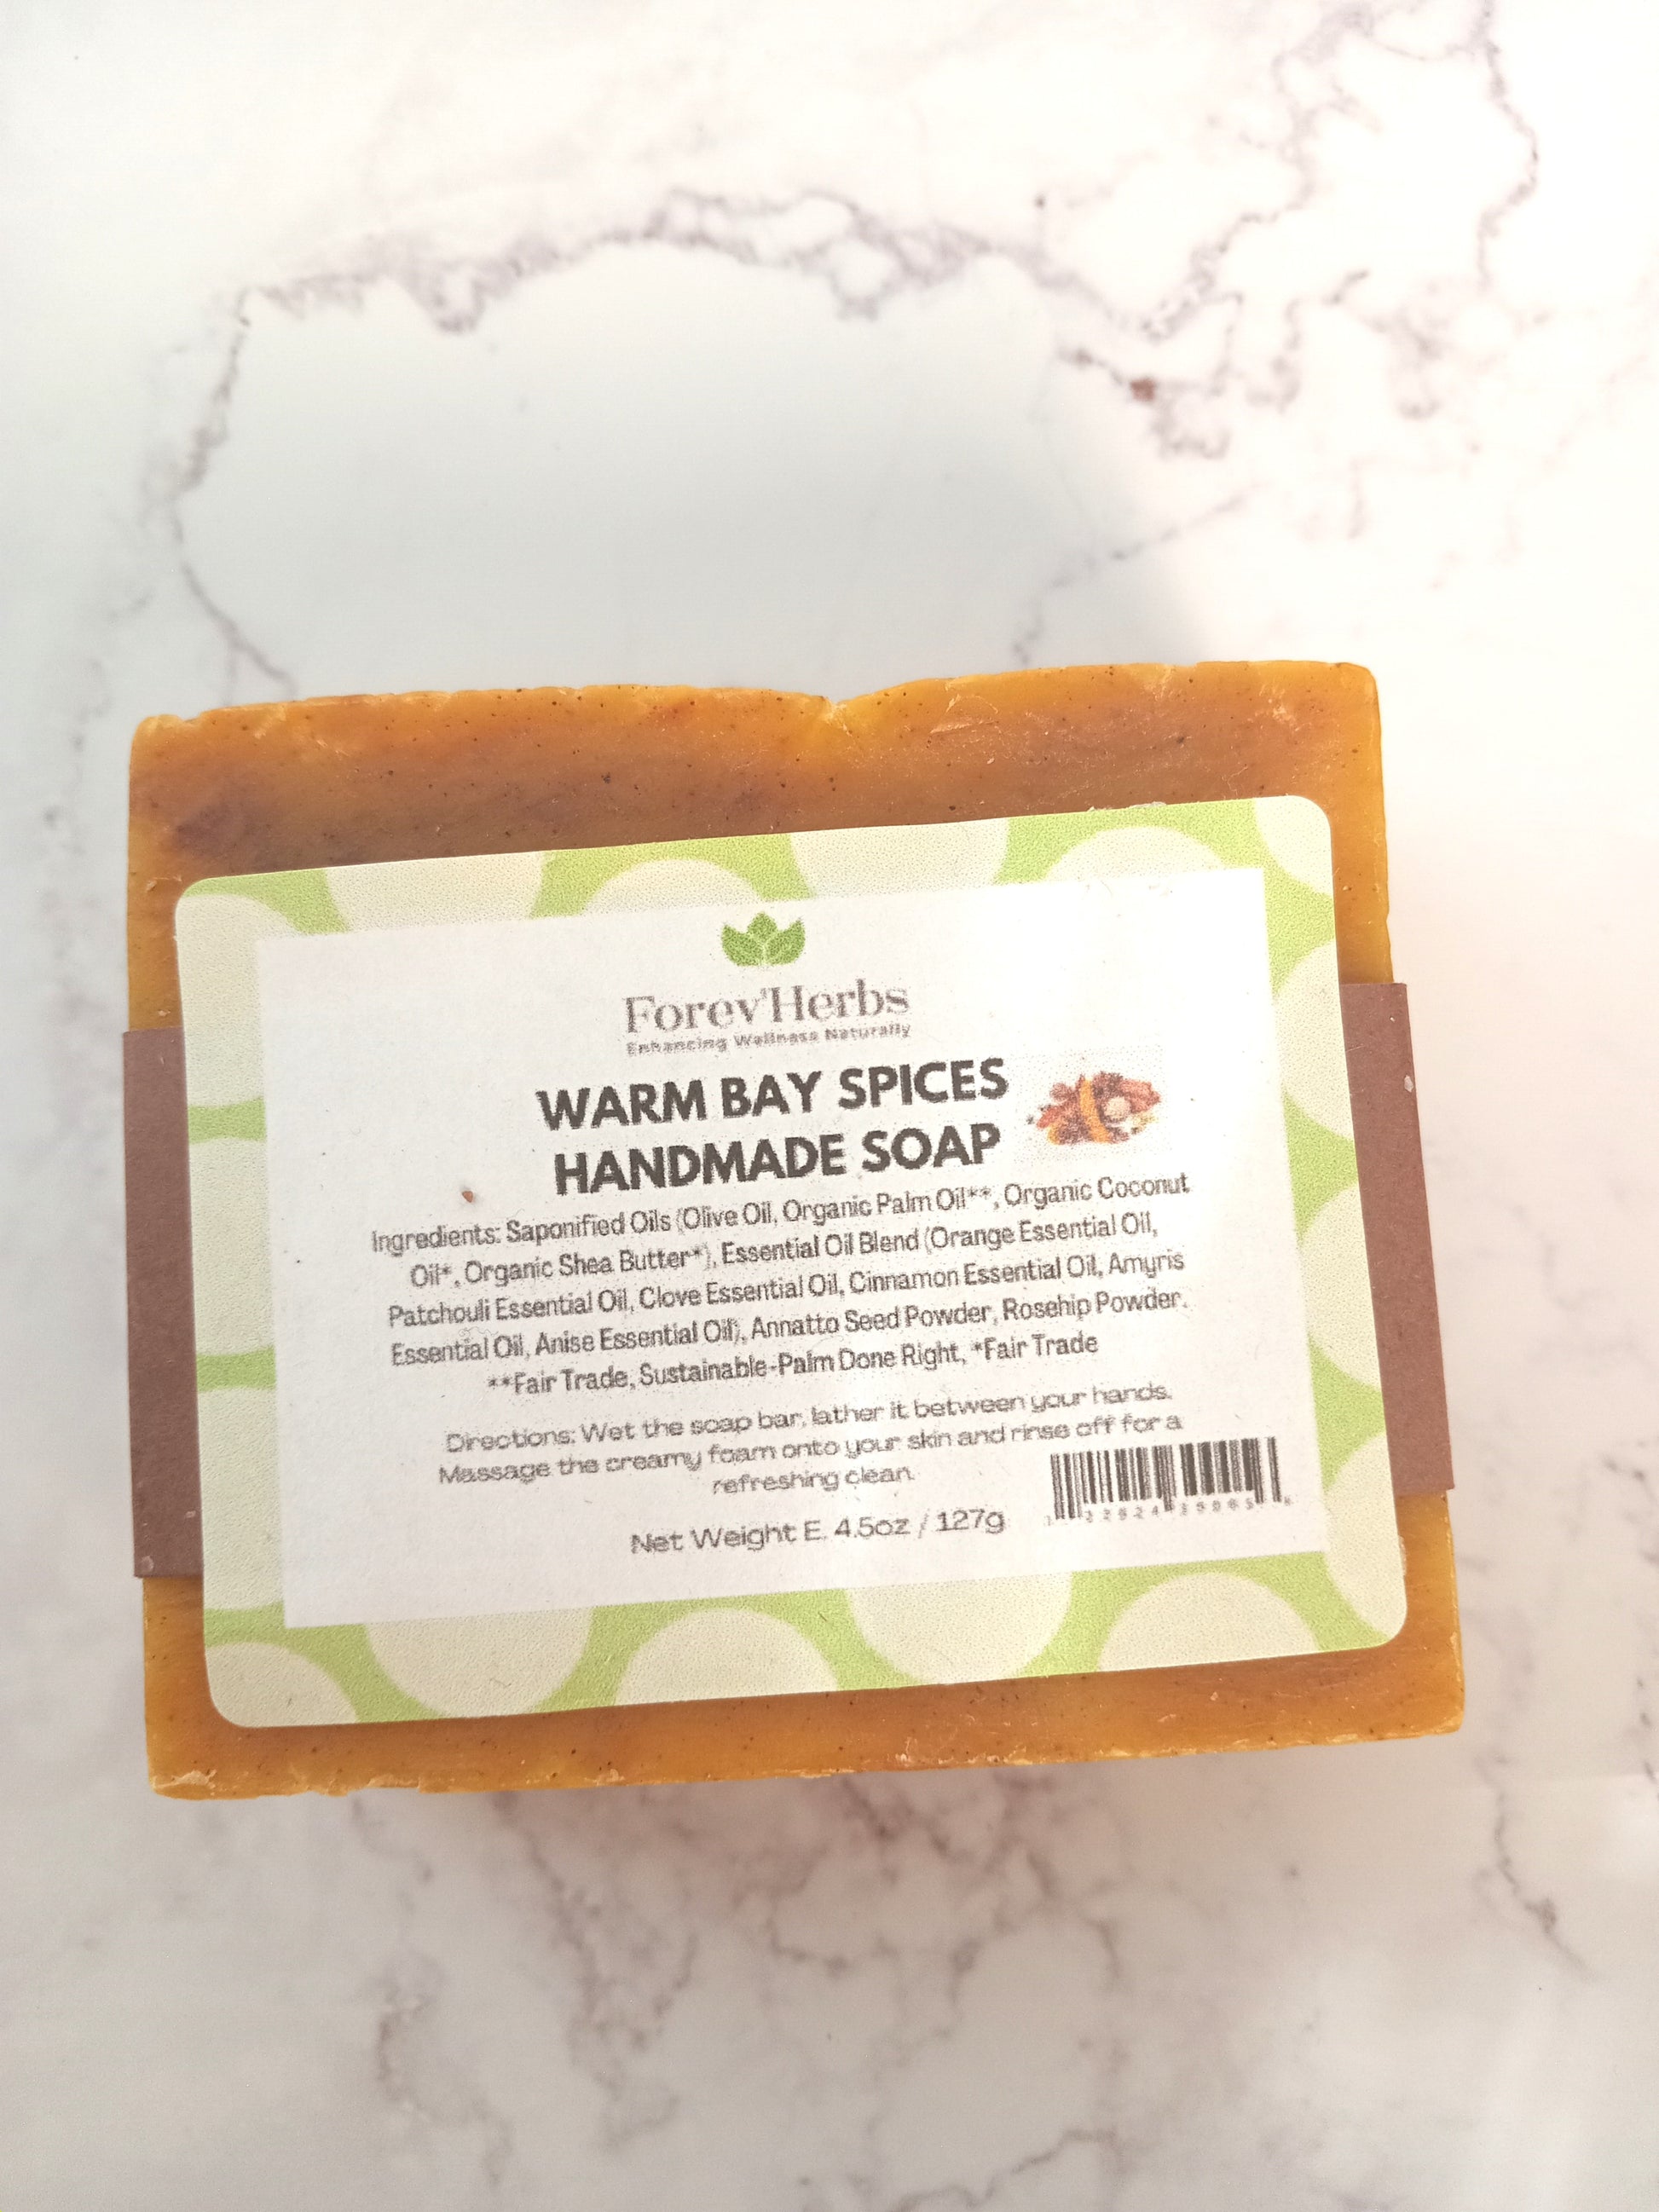 Forev'Herbs
Enhancing Wellness Naturally
WARM BAY SPICES
HANDMADE SOAP
Ingredients: Saponified Oils (Olive Oil, Organic Palm Oil**, Organic Coconut
Oil*, Organic Shea Butter*), Essential Oil Blend (Orange Essential Oil,
Patchouli Essential Oil, Clove Essential Oil, Cinnamon Essential Oil, Amyris
Essential Oil, Anise Essential Oil), Annatto Seed Powder, Rosehip Powder.
**Fair Trade, Sustainable-Palm Done Right, *Fair Trade
Directions: Wet the soap bar, lather it between your hands.
Massage the creamy foam onto your skin and rinse off for a
refreshing clean.
Net Weight E. 4.5oz / 127g